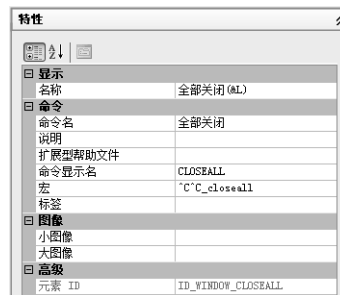 特性
显示
名称 全部关闭(&L)
命令
命令名 全部关闭
说明
扩展型帮助文件
命令显示名 CLOSEALL
宏 ^C^C_closeall
标签
图像
小图像
大图像
高级
元素 ID ID_WINDOW_CLOSEALL